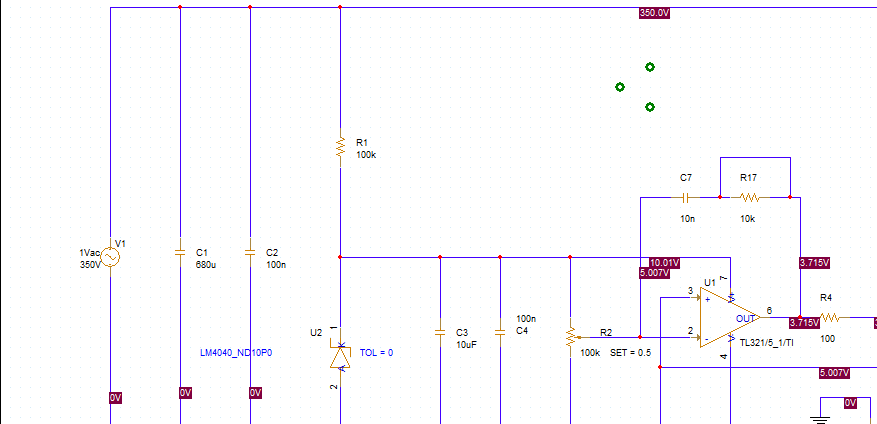 350.0V
R1
100k
C7
R17
10n
10k
V1
1Vac
350V
C1
680u
C2
100n
10.01V
5.007V
3.715V
7
U1
3
+
V+
R4
6
OUT
3.715V
100
1
U2
K
A
2
LM4040_ND10P0
TOL = 0
C3
10uF
100n
C4
R2
100k
SET = 0.5
2
-
V-
TL321/5_1/TI
4
5.007V
0V
0V
0V
0V